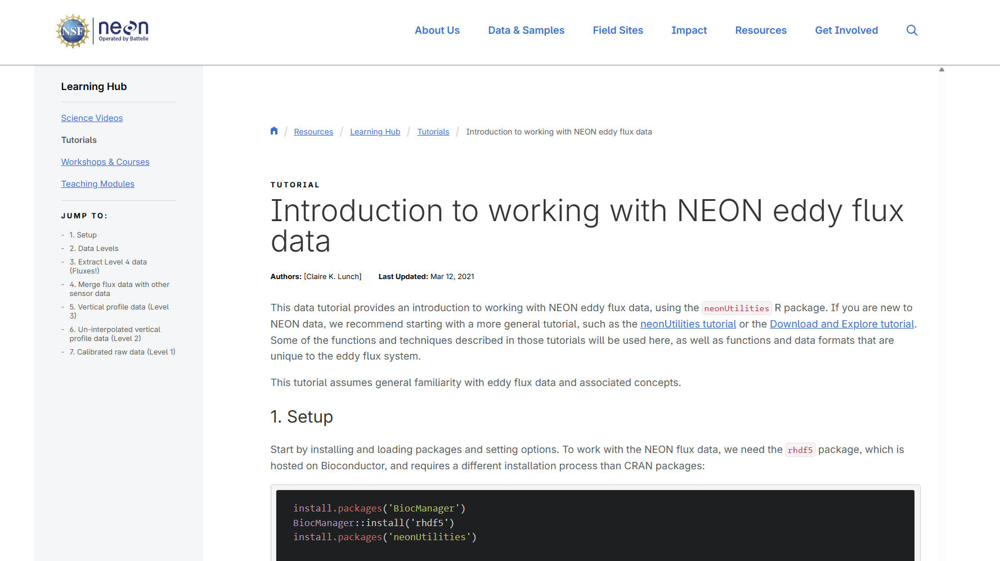 NSF
neon
Operated by Battelle
About Us
Data & Samples
Field Sites
Impact
Resources
Get Involved
Learning Hub
Science Videos
Tutorials
Workshops & Courses
Teaching Modules
JUMP TO:
- 1. Setup
- 2. Data Levels
- 3. Extract Level 4 data
(Fluxes!)
- 4. Merge flux data with other
sensor data
- 5. Vertical profile data (Level
3)
- 6. Un-interpolated vertical
profile data (Level 2)
- 7. Calibrated raw data (Level 1)
/ Resources / Learning Hub / Tutorials / Introduction to working with NEON eddy flux data
TUTORIAL
Introduction to working with NEON eddy flux
data
Authors: [Claire K. Lunch] Last Updated: Mar 12, 2021
This data tutorial provides an introduction to working with NEON eddy flux data, using the neonUtilities R package. If you are new to
NEON data, we recommend starting with a more general tutorial, such as the neonUtilities tutorial or the Download and Explore tutorial.
Some of the functions and techniques described in those tutorials will be used here, as well as functions and data formats that are
unique to the eddy flux system.
This tutorial assumes general familiarity with eddy flux data and associated concepts.
1. Setup
Start by installing and loading packages and setting options. To work with the NEON flux data, we need the rhdf5 package, which is
hosted on Bioconductor, and requires a different installation process than CRAN packages:
install.packages('BiocManager')
BiocManager::install('rhdf5')
install.packages('neonUtilities')